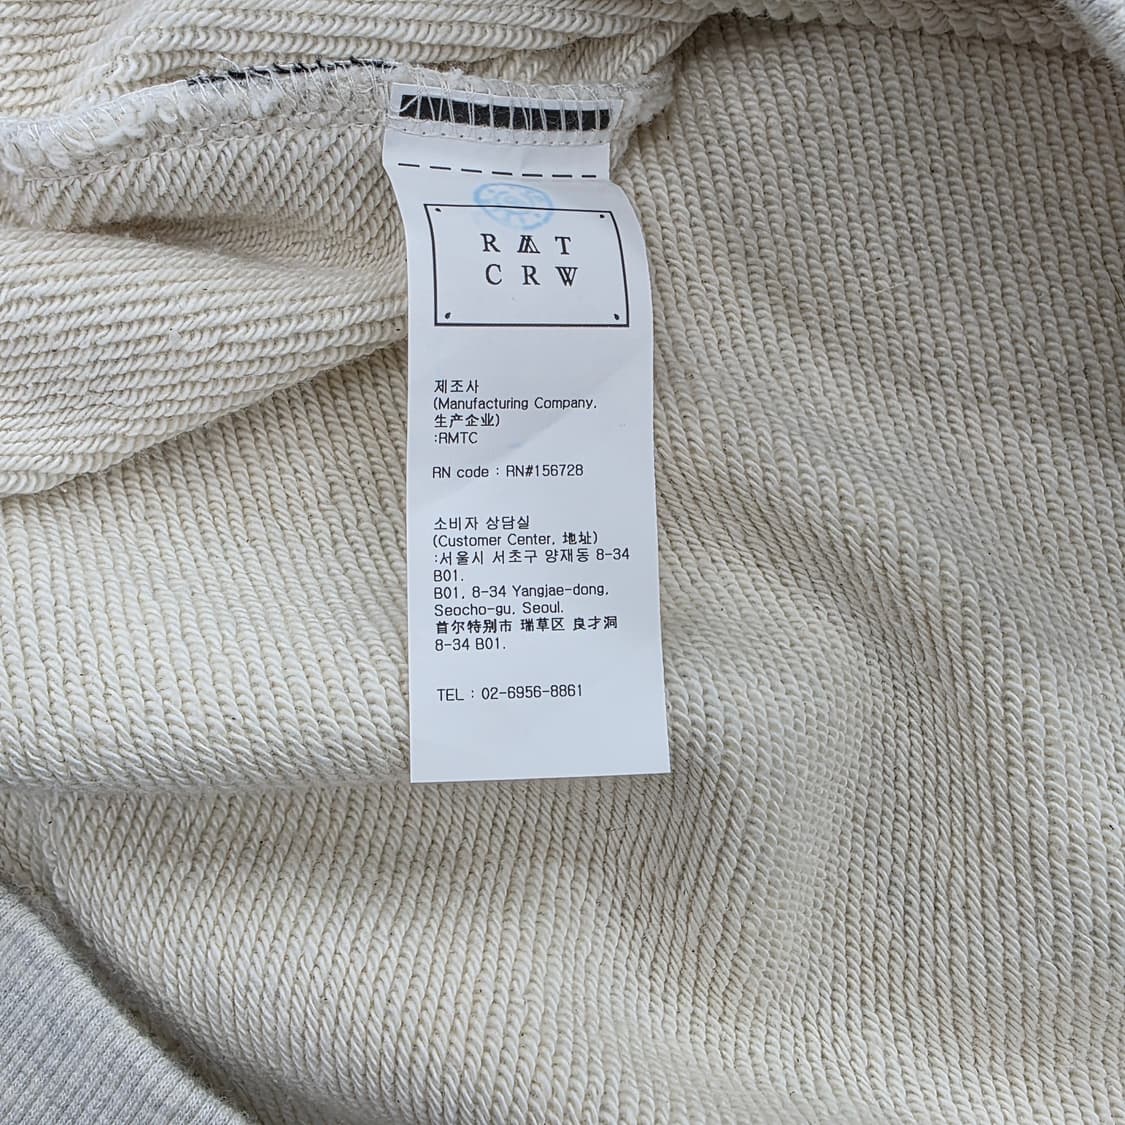 R M T
C R W
제조사
(Manufacturing Company.
生产企业)
:RMTC
RN code : RN#156728
소비자 상담실
(Customer Center, 地址)
:서울시 서초구 양재동 8-34
B01.
B01, 8-34 Yangjae-dong,
Seocho-gu, Seoul.
首尔特别市 瑞草区 良才洞
8-34 B01.
TEL : 02-6956-8861